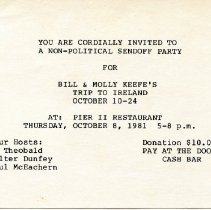 YOU ARE CORDIALLY INVITED TO
A NON-POLITICAL SENDOFF PARTY
FOR
BILL & MOLLY KEEFE'S
TRIP TO IRELAND
OCTOBER 10-24
AT: PIER II RESTAURANT
THURSDAY, OCTOBER 8, 1981 5-8 p.m.
ur Hosts:
Theobald
lter Dunfey
ul McEachern
Donation $10.0
PAY AT THE DOO
CASH BAR